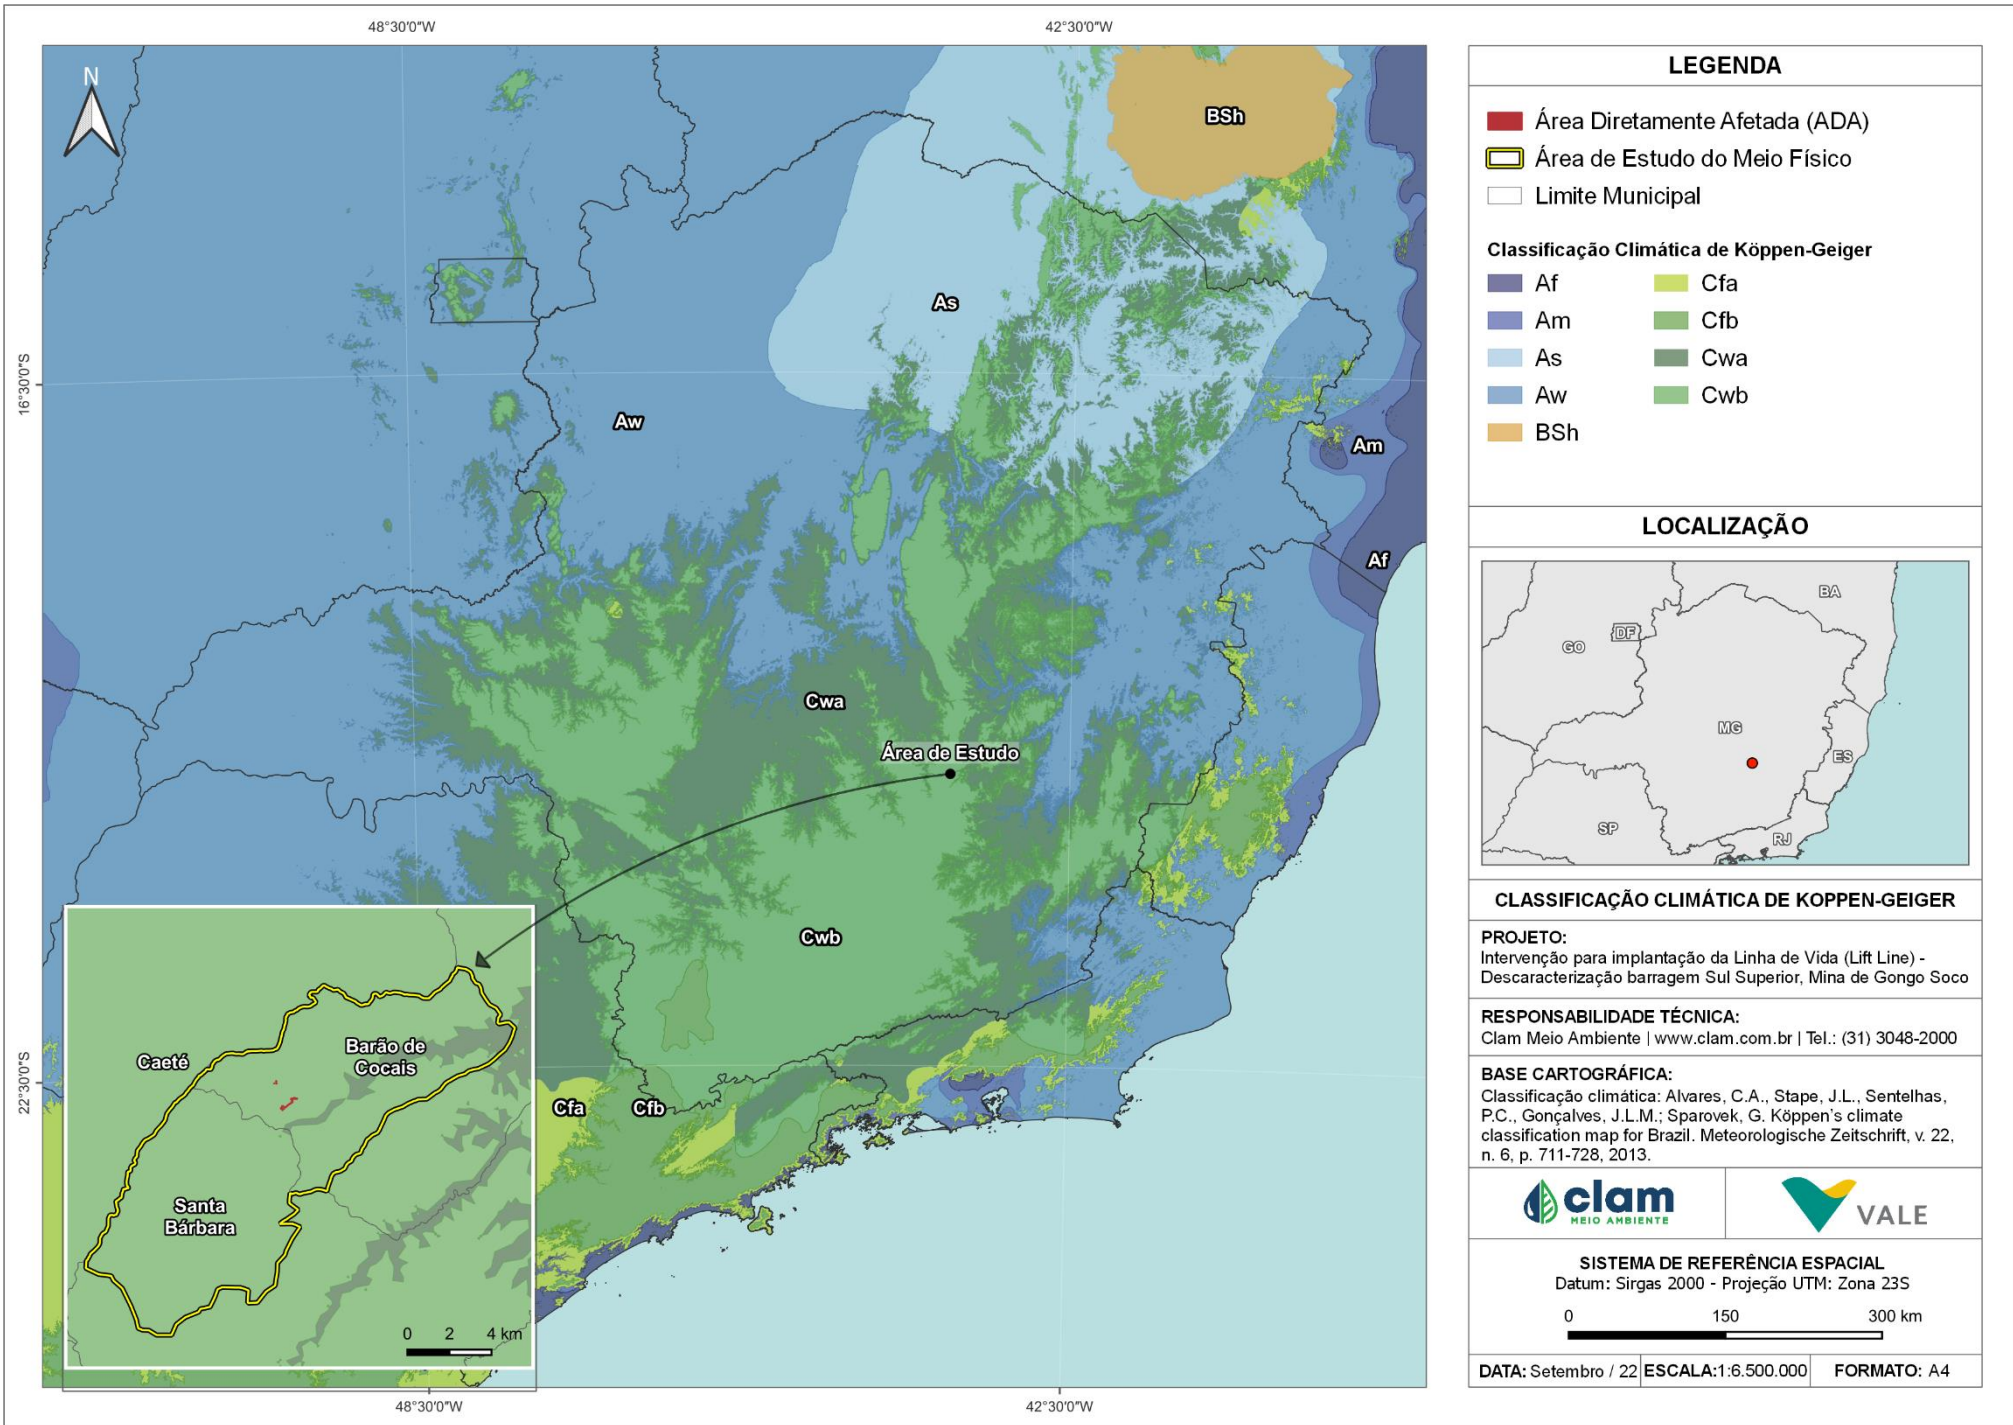 48°30'0"W
42°30'0"W
N
BSh
As
Aw
Am
Af
16°30'0"S
Cwa
Área de Estudo
Cwb
Cfa
Cfb
22°30'0"S
Caeté
Barão de
Cocais
Santa
Bárbara
0 2 4 km
48°30'0"W
42°30'0"W
LEGENDA
Área Diretamente Afetada (ADA)
Área de Estudo do Meio Físico
Limite Municipal
Classificação Climática de Köppen-Geiger
Af
Am
As
Aw
BSh
Cfa
Cfb
Cwa
Cwb
LOCALIZAÇÃO
BA
DF
GO
MG
ES
SP
RJ
CLASSIFICAÇÃO CLIMÁTICA DE KOPPEN-GEIGER
PROJETO:
Intervenção para implantação da Linha de Vida (Lift Line) -
Descaracterização barragem Sul Superior, Mina de Gongo Soco
RESPONSABILIDADE TÉCNICA:
Clam Meio Ambiente | www.clam.com.br | Tel.: (31) 3048-2000
BASE CARTOGRÁFICA:
Classificação climática: Alvares, C.A., Stape, J.L., Sentelhas,
P.C., Gonçalves, J.L.M.; Sparovek, G. Köppen's climate
classification map for Brazil. Meteorologische Zeitschrift, v. 22,
n. 6, p. 711-728, 2013.
clam
MEIO AMBIENTE
VALE
SISTEMA DE REFERÊNCIA ESPACIAL
Datum: Sirgas 2000 - Projeção UTM: Zona 23S
0 150 300 km
DATA: Setembro / 22 ESCALA:1:6.500.000 FORMATO: A4